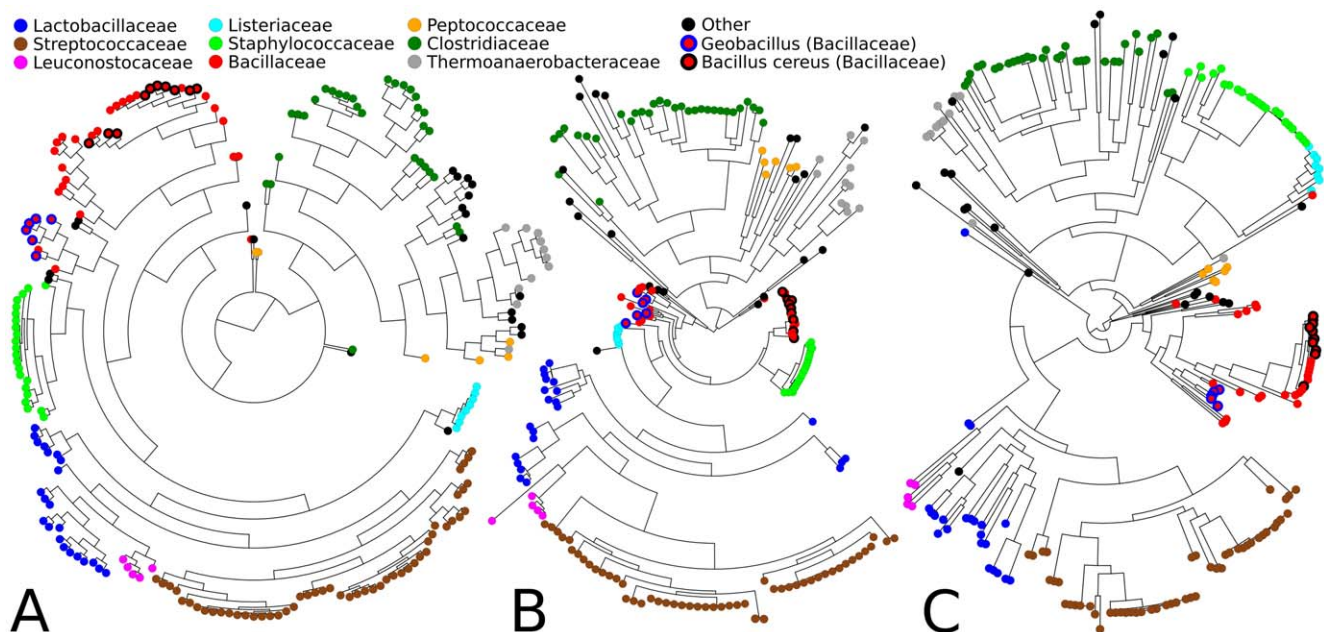 Lactobacillaceae Listeriaceae Peptococcaceae Other
Streptococcaceae Staphylococcaceae Clostridiaceae Geobacillus (Bacillaceae)
Leuconostocaceae Bacillaceae Thermoanaerobacteraceae Bacillus cereus (Bacillaceae)
A B C